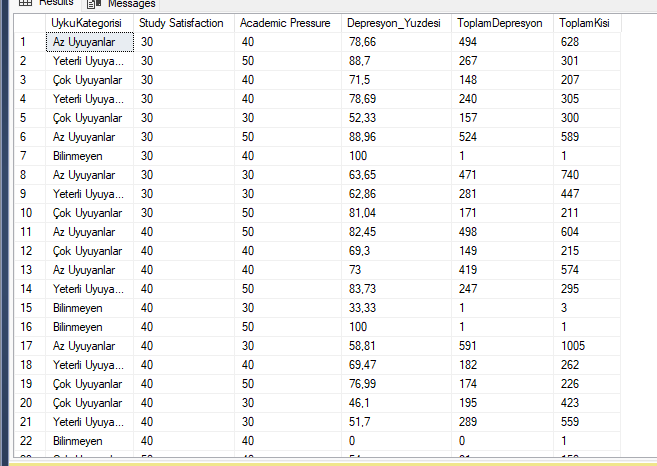 Results Messages
UykuKategorisi Study Satisfaction Academic Pressure Depresyon_Yuzdesi ToplamDepresyon ToplamKisi
1 Az Uyuyanlar 30 40 78,66 494 628
2 Yeterli Uyuya... 30 50 88,7 267 301
3 Çok Uyuyanlar 30 40 71,5 148 207
4 Yeterli Uyuya... 30 40 78,69 240 305
5 Çok Uyuyanlar 30 30 52,33 157 300
6 Az Uyuyanlar 30 50 88,96 524 589
7 Bilinmeyen 30 40 100 1 1
8 Az Uyuyanlar 30 30 63,65 471 740
9 Yeterli Uyuya... 30 30 62,86 281 447
10 Çok Uyuyanlar 30 50 81,04 171 211
11 Az Uyuyanlar 40 50 82,45 498 604
12 Çok Uyuyanlar 40 40 69,3 149 215
13 Az Uyuyanlar 40 40 73 419 574
14 Yeterli Uyuya... 40 50 83,73 247 295
15 Bilinmeyen 40 30 33,33 1 3
16 Bilinmeyen 40 50 100 1 1
17 Az Uyuyanlar 40 30 58,81 591 1005
18 Yeterli Uyuya... 40 40 69,47 182 262
19 Çok Uyuyanlar 40 50 76,99 174 226
20 Çok Uyuyanlar 40 30 46,1 195 423
21 Yeterli Uyuya... 40 30 51,7 289 559
22 Bilinmeyen 40 40 0 0 1